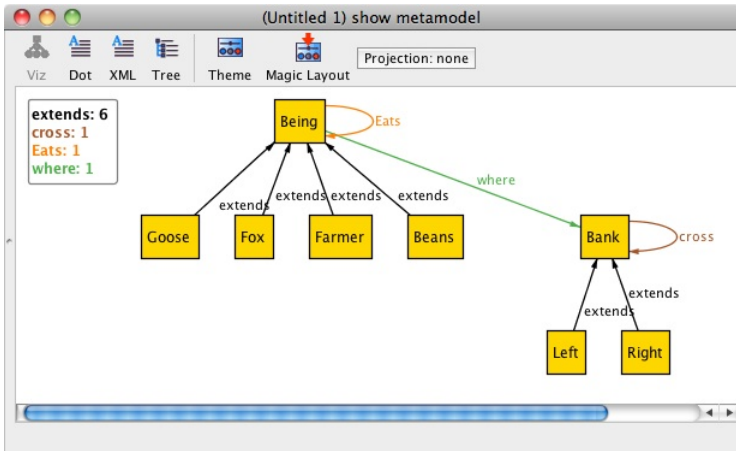 (Untitled 1) show metamodel
Viz Dot XML Tree Theme Magic Layout Projection: none
extends: 6
cross: 1
Eats: 1
where: 1
Being Eats
where
extends extends extends extends
Goose Fox Farmer Beans Bank cross
extends extends
Left Right